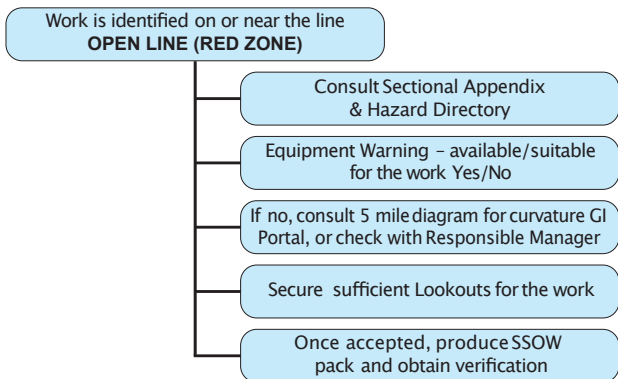 Work is identified on or near the line
OPEN LINE (RED ZONE)
Consult Sectional Appendix
& Hazard Directory
Equipment Warning – available/suitable
for the work Yes/No
If no, consult 5 mile diagram for curvature GI
Portal, or check with Responsible Manager
Secure sufficient Lookouts for the work
Once accepted, produce SSOW
pack and obtain verification